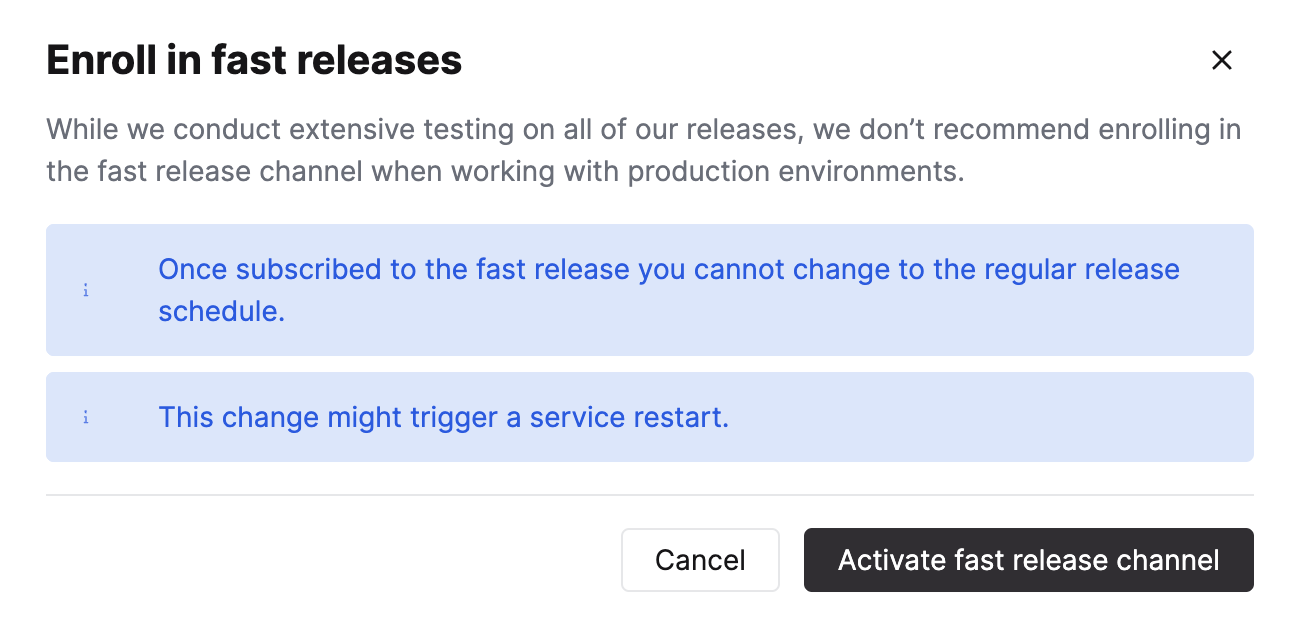 Enroll in fast releases
While we conduct extensive testing on all of our releases, we don’t recommend enrolling in
the fast release channel when working with production environments.
Once subscribed to the fast release you cannot change to the regular release
schedule.
This change might trigger a service restart.
Cancel
Activate fast release channel